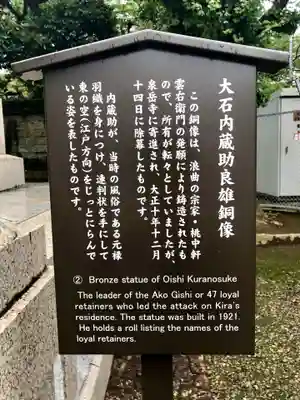 大石内蔵助良雄銅像
この銅像は、浪曲の宗家・桃中軒
雲右衛門の発願により鋳造されたも
ので、所有が転々としていましたが、
泉岳寺に寄進され、大正十年十二月
十四日に除幕したものです。
内蔵助が、当時の風俗である元禄
羽織を身につけ、連判状を手にして
東の空(江戸方向)をじっとにらんで
いる姿を表したものです。
② Bronze statue of Oishi Kuranosuke
The leader of the Ako Gishi or 47 loyal
retainers who led the attack on Kira's
residence. The statue was built in 1921.
He holds a roll listing the names of the
loyal retainers.